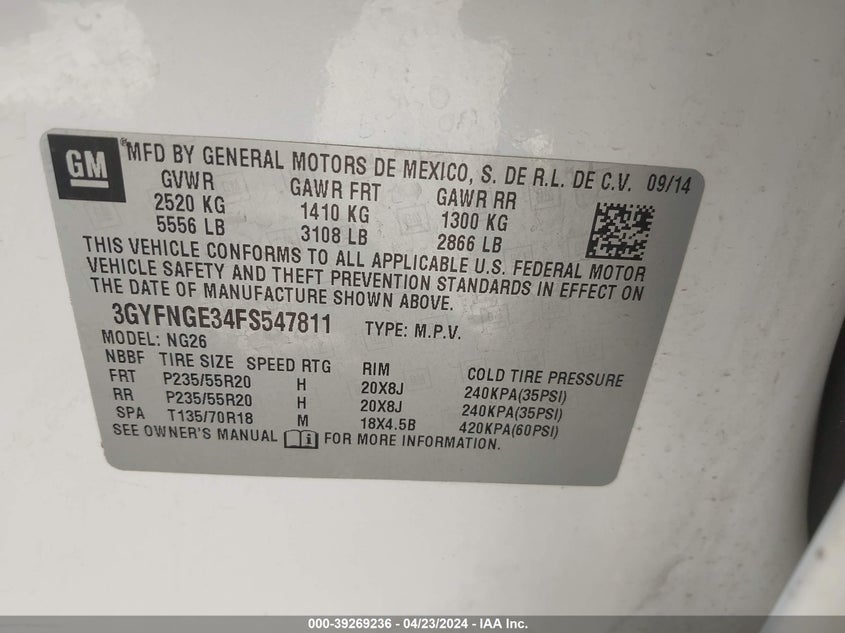 GM ® MFD BY GENERAL MOTORS DE MEXICO, S. DE R.L. DE C.V. 09/14
GVWR GAWR FRT GAWR RR
2520 KG 1410 KG 1300 KG
5556 LB 3108 LB 2866 LB
THIS VEHICLE CONFORMS TO ALL APPLICABLE U.S. FEDERAL MOTOR
VEHICLE SAFETY AND THEFT PREVENTION STANDARDS IN EFFECT ON
THE DATE OF MANUFACTURE SHOWN ABOVE.
3GYFNGE34FS547811 TYPE: M.P.V.
MODEL: NG26
NBBF TIRE SIZE SPEED RTG RIM COLD TIRE PRESSURE
FRT P235/55R20 H 20X8J 240KPA(35PSI)
RR P235/55R20 H 20X8J 240KPA(35PSI)
SPA T135/70R18 M 18X4.5B 420KPA(60PSI)
SEE OWNER'S MANUAL FOR MORE INFORMATION.
000-39269236 - 04/23/2024 - IAA Inc.